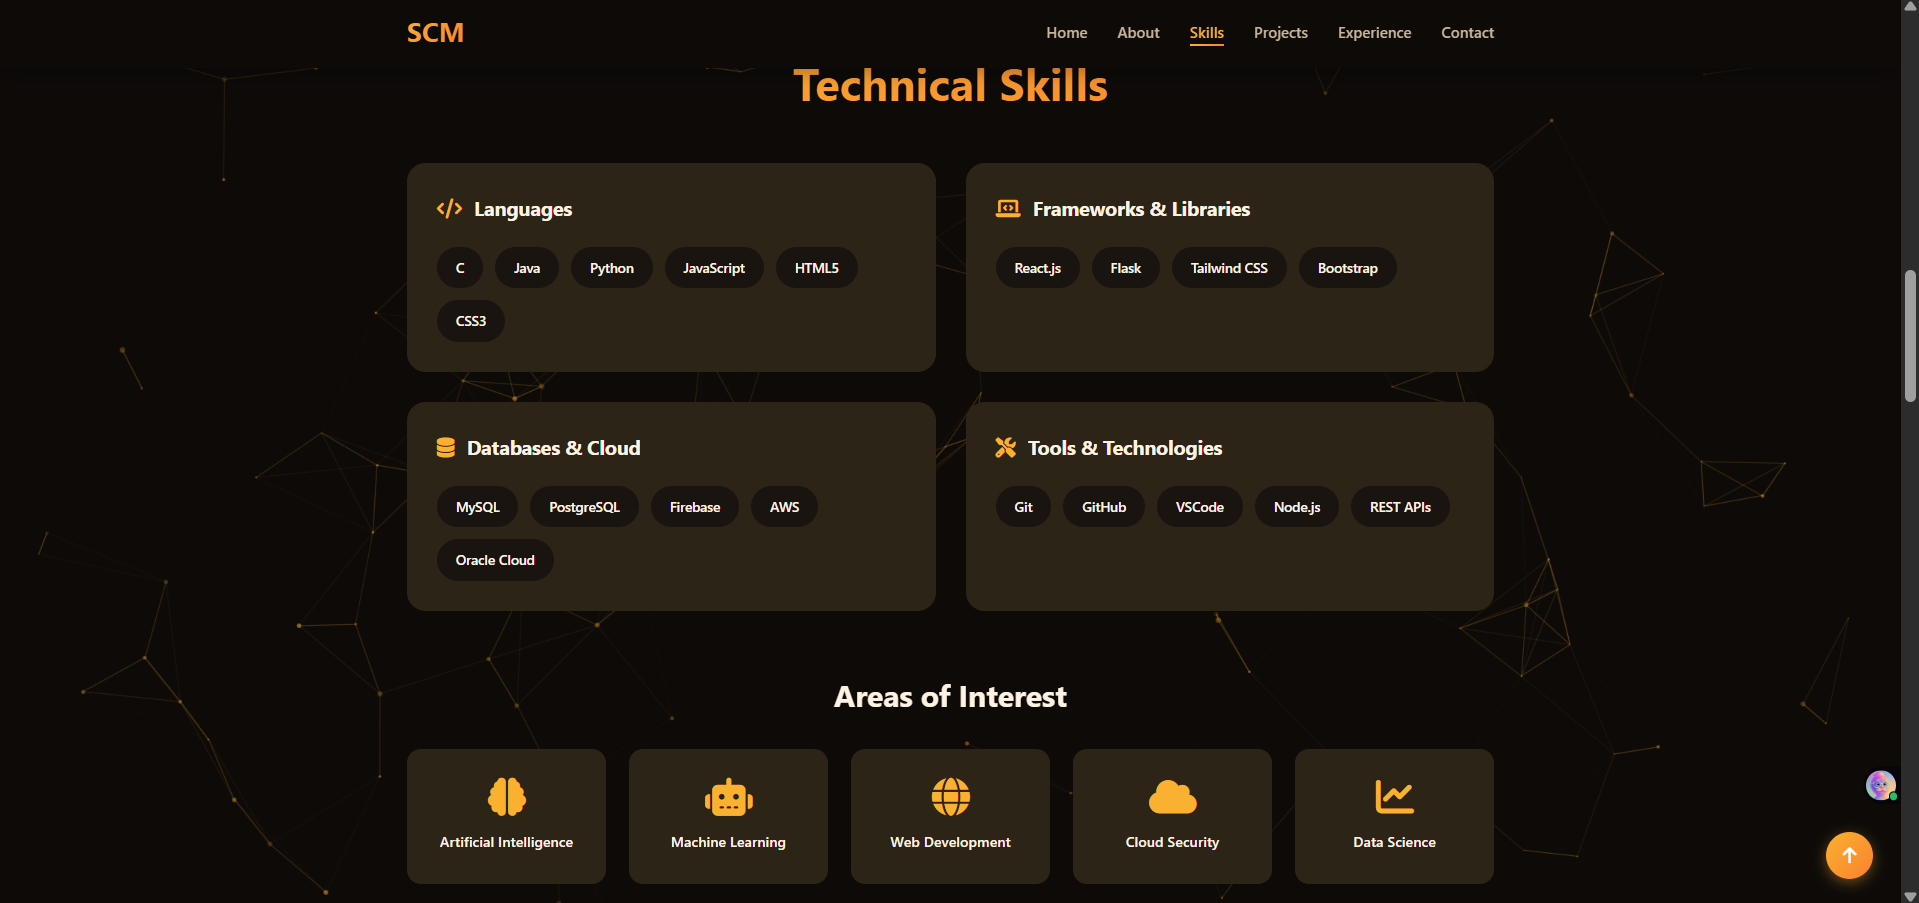 SCM
Home About Skills Projects Experience Contact
Technical Skills
Languages
C Java Python JavaScript HTML5
CSS3
Frameworks & Libraries
React.js Flask Tailwind CSS Bootstrap
Databases & Cloud
MySQL PostgreSQL Firebase AWS
Oracle Cloud
Tools & Technologies
Git GitHub VSCode Node.js REST APIs
Areas of Interest
Artificial Intelligence
Machine Learning
Web Development
Cloud Security
Data Science